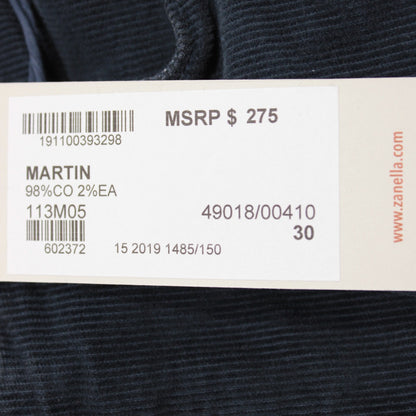 MSRP $ 275
191100393298
MARTIN
98%CO 2%EA
113M05
49018/00410
30
602372
15 2019 1485/150
www.zanella.com